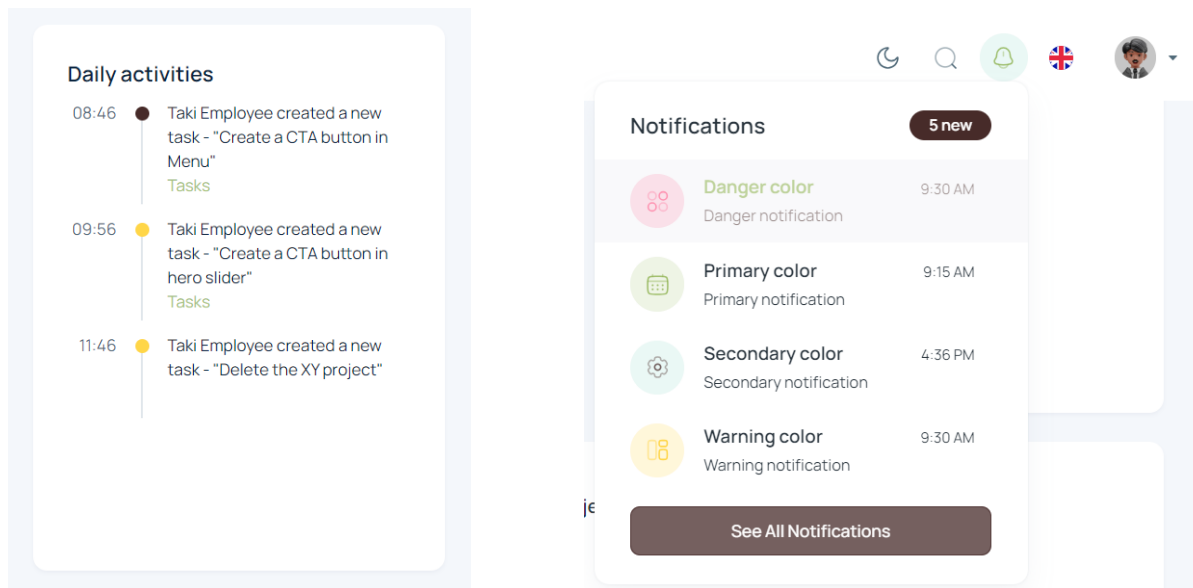 Daily activities
08:46
Taki Employee created a new
task - "Create a CTA button in
Menu"
Tasks
09:56
Taki Employee created a new
task - "Create a CTA button in
hero slider"
Tasks
11:46
Taki Employee created a new
task - "Delete the XY project"
Notifications
5 new
Danger color
9:30 AM
Danger notification
Primary color
9:15 AM
Primary notification
Secondary color
4:36 PM
Secondary notification
Warning color
9:30 AM
Warning notification
See All Notifications